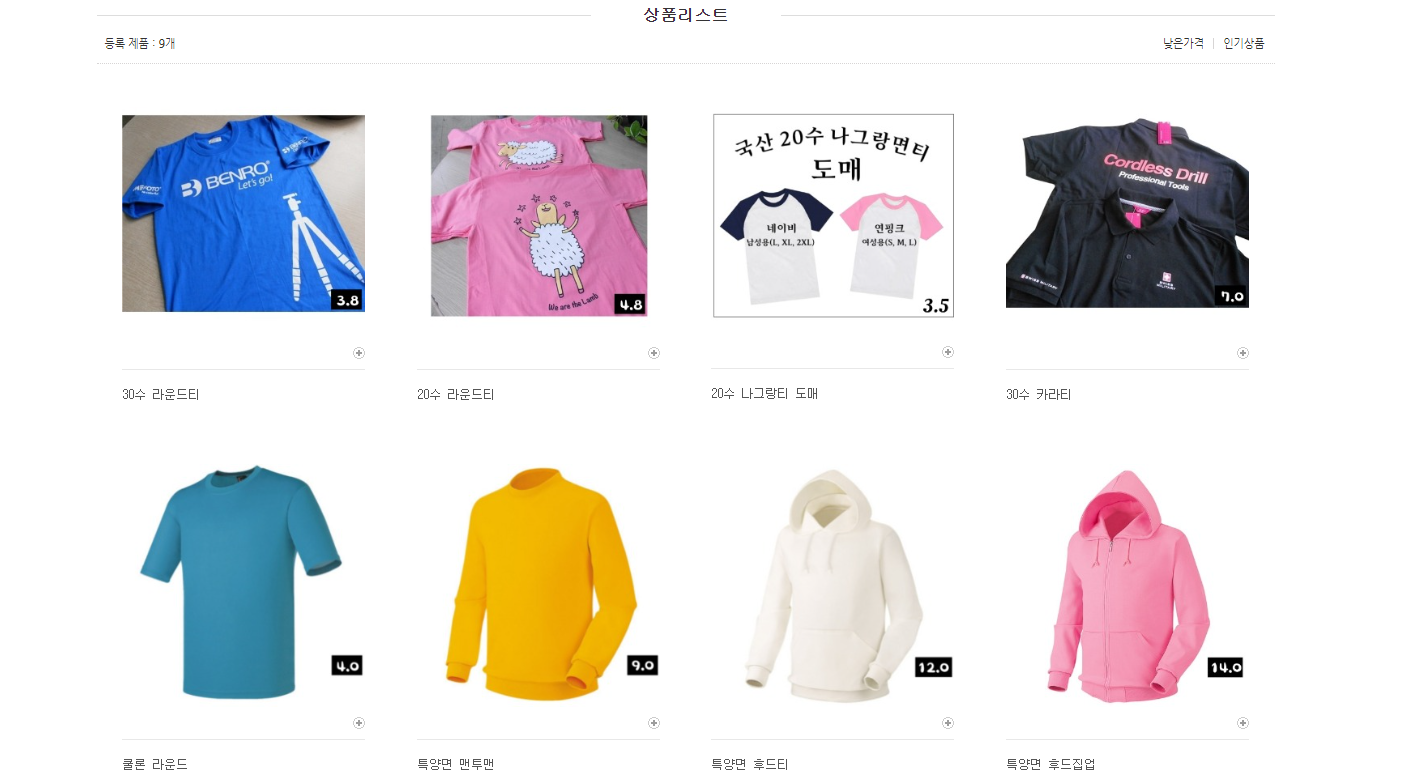 상품리스트
등록 제품 : 9개
낮은가격 | 인기상품
BENRO®
Let's go!
3.8
We are the Lamb
4.8
국산 20수 나그랑면티
도매
네이비
남성용(L, XL, 2XL)
연핑크
여성용(S, M, L)
3.5
Cordless Drill
Professional Tools
SWISS MILITARY
7.0
30수 라운드티
20수 라운드티
20수 나그랑티 도매
30수 카라티
4.0
9.0
12.0
14.0
쿨론 라운드
특양면 맨투맨
특양면 후드티
특양면 후드집업